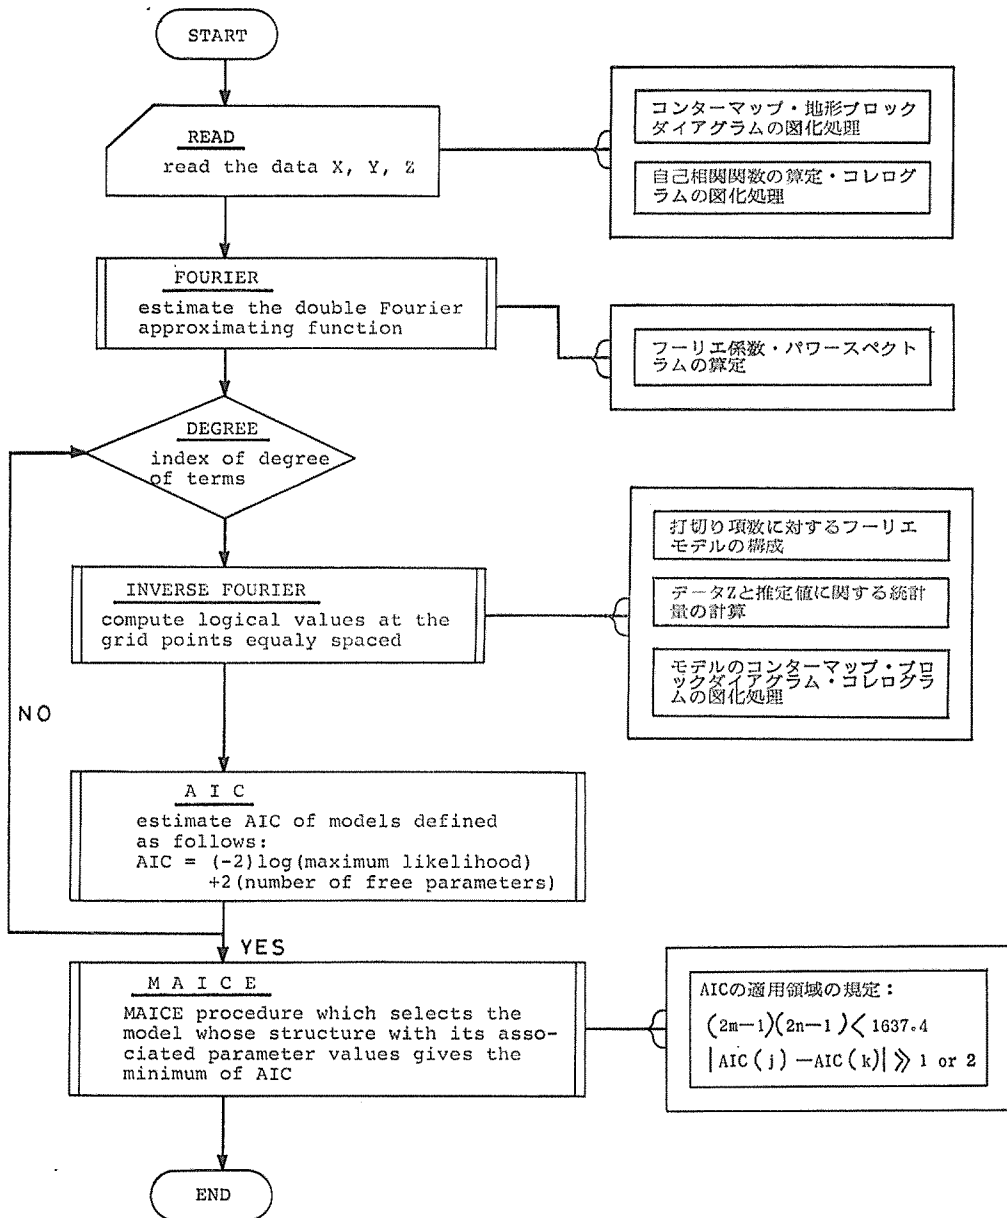 START
READ
read the data X, Y, Z
コンターマップ・地形ブロック
ダイアグラムの図化処理
自己相関関数の算定・コレログ
ラムの図化処理
FOURIER
estimate the double Fourier
approximating function
フーリエ係数・パワースペクト
ラムの算定
DEGREE
index of degree
of terms
打切り項数に対するフーリエ
モデルの構成
データZと推定値に関する統計
量の計算
モデルのコンターマップ・ブロ
ックダイアグラム・コレログラ
ムの図化処理
INVERSE FOURIER
compute logical values at the
grid points equaly spaced
NO
A I C
estimate AIC of models defined
as follows:
AIC = (-2)log(maximum likelihood)
+2(number of free parameters)
YES
M A I C E
MAICE procedure which selects the
model whose structure with its asso-
ciated parameter values gives the
minimum of AIC
AICの適用領域の規定：
(2m-1)(2n-1) < 1637.4
|AIC(j) -AIC(k)| ≫ 1 or 2
END